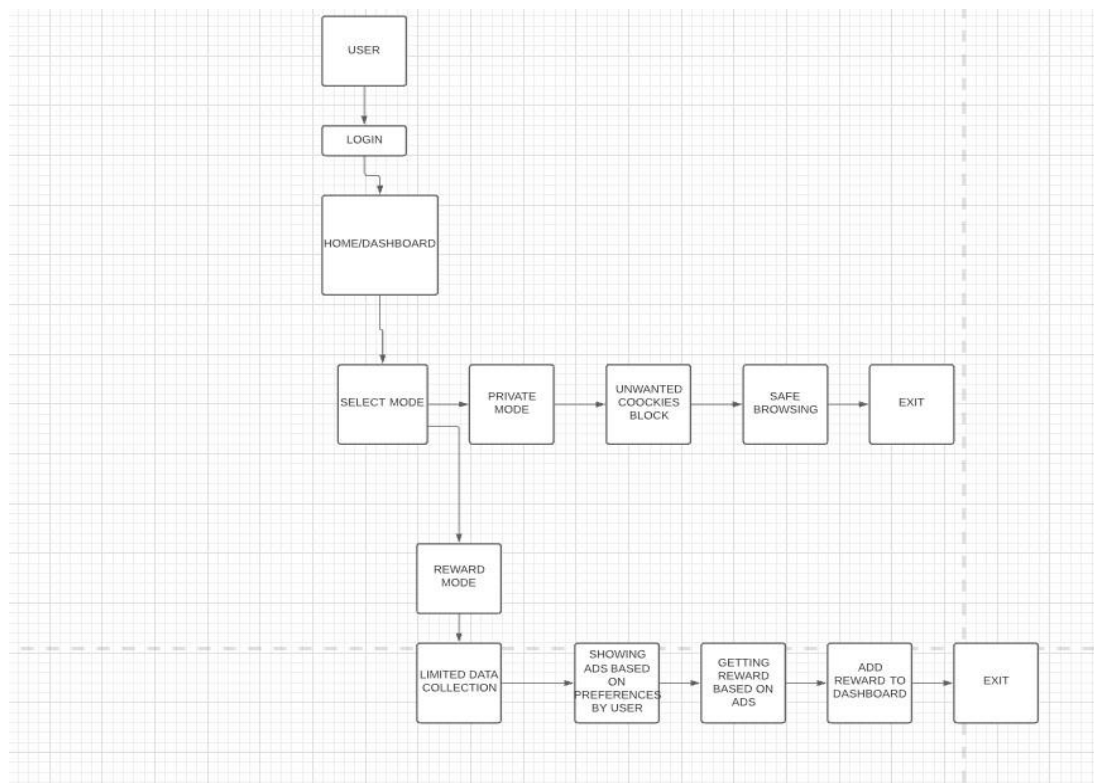 USER
LOGIN
HOME/DASHBOARD
SELECT MODE
PRIVATE
MODE
UNWANTED
COOCKIES
BLOCK
SAFE
BROWSING
EXIT
REWARD
MODE
LIMITED DATA
COLLECTION
SHOWING
ADS BASED
ON
PREFERENCES
BY USER
GETTING
REWARD
BASED ON
ADS
ADD
REWARD TO
DASHBOARD
EXIT